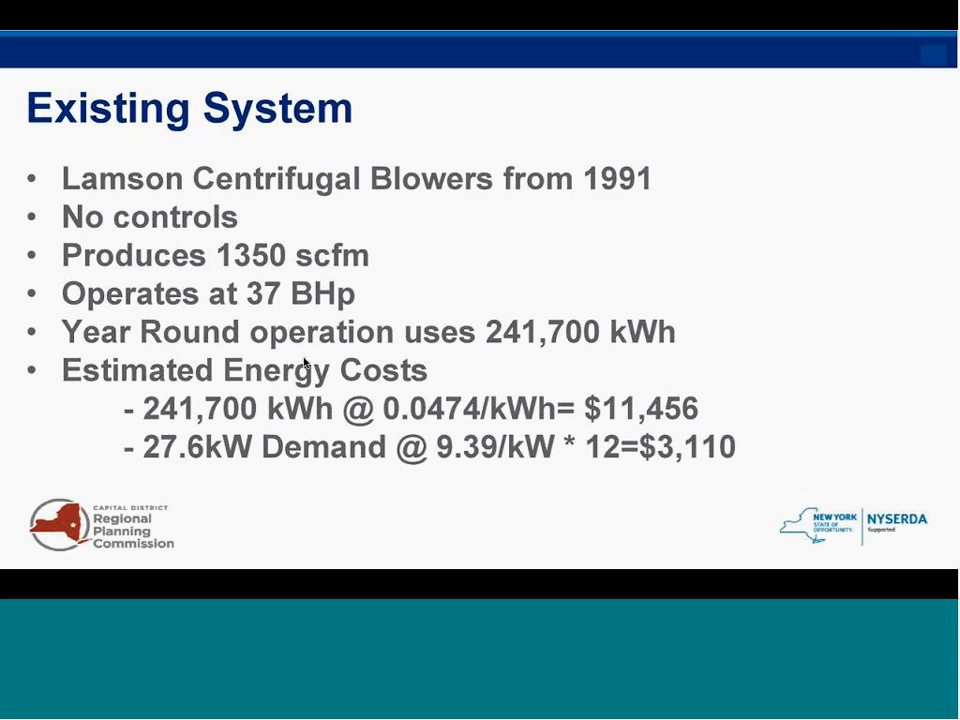 Existing System
• Lamson Centrifugal Blowers from 1991
• No controls
• Produces 1350 scfm
• Operates at 37 BHp
• Year Round operation uses 241,700 kWh
• Estimated Energy Costs
- 241,700 kWh @ 0.0474/kWh= $11,456
- 27.6kW Demand @ 9.39/kW * 12=$3,110
CAPITAL DISTRICT
Regional
Planning
Commission
NEW YORK
STATE OF
OPPORTUNITY.
NYSERDA
Supported